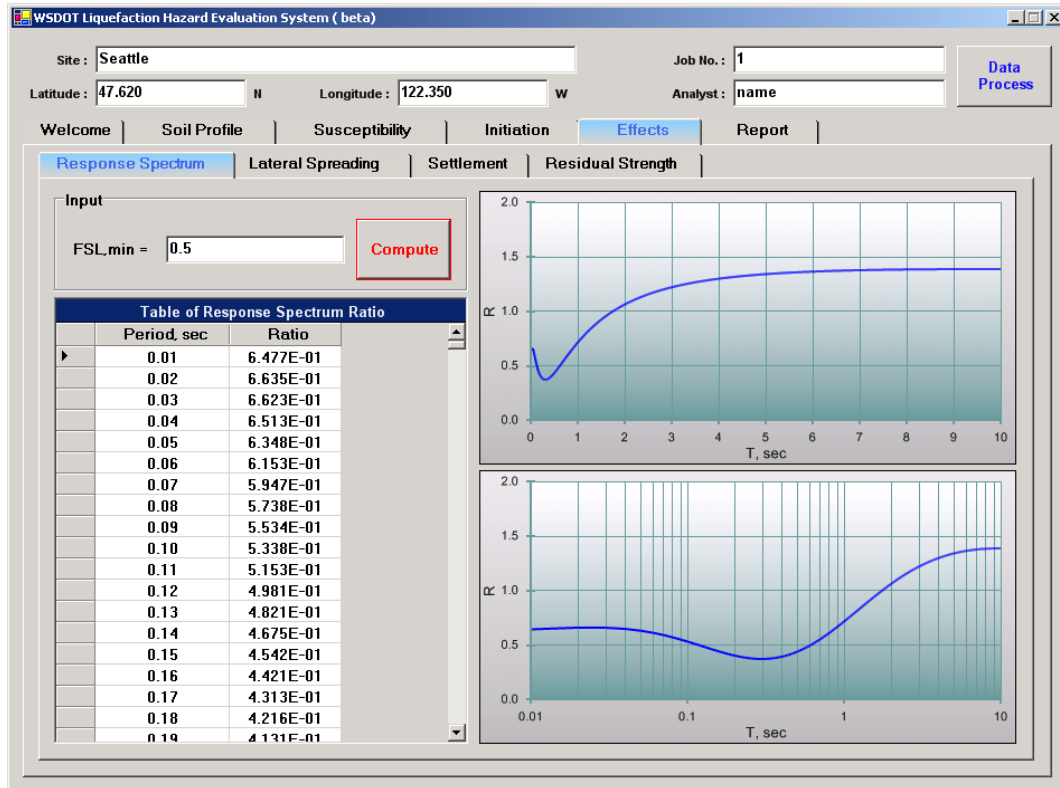 WSDOT Liquefaction Hazard Evaluation System ( beta)
Site : Seattle Job No. : 1 Data Process
Latitude : 47.620 N Longitude : 122.350 W Analyst : name
Welcome Soil Profile Susceptibility Initiation Effects Report
Response Spectrum Lateral Spreading Settlement Residual Strength
Input
FSL,min = 0.5 Compute
Table of Response Spectrum Ratio
Period, sec Ratio
0.01 6.477E-01
0.02 6.635E-01
0.03 6.623E-01
0.04 6.513E-01
0.05 6.348E-01
0.06 6.153E-01
0.07 5.947E-01
0.08 5.738E-01
0.09 5.534E-01
0.10 5.338E-01
0.11 5.153E-01
0.12 4.981E-01
0.13 4.821E-01
0.14 4.675E-01
0.15 4.542E-01
0.16 4.421E-01
0.17 4.313E-01
0.18 4.216E-01
0.19 4.131E-01
2.0
1.5
R 1.0
0.5
0.0
0 1 2 3 4 5 6 7 8 9 10
T, sec
2.0
1.5
R 1.0
0.5
0.0
0.01 0.1 1 10
T, sec